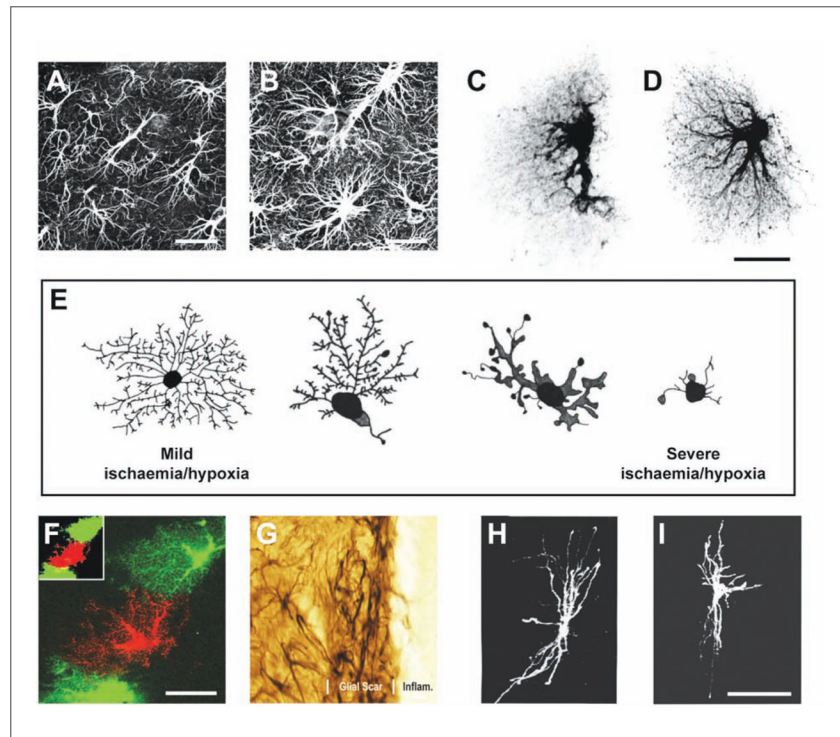 A
B
C
D
E
Mild
ischaemia/hypoxia
Severe
ischaemia/hypoxia
F
G
H
I
Glial Scar
Inflam.